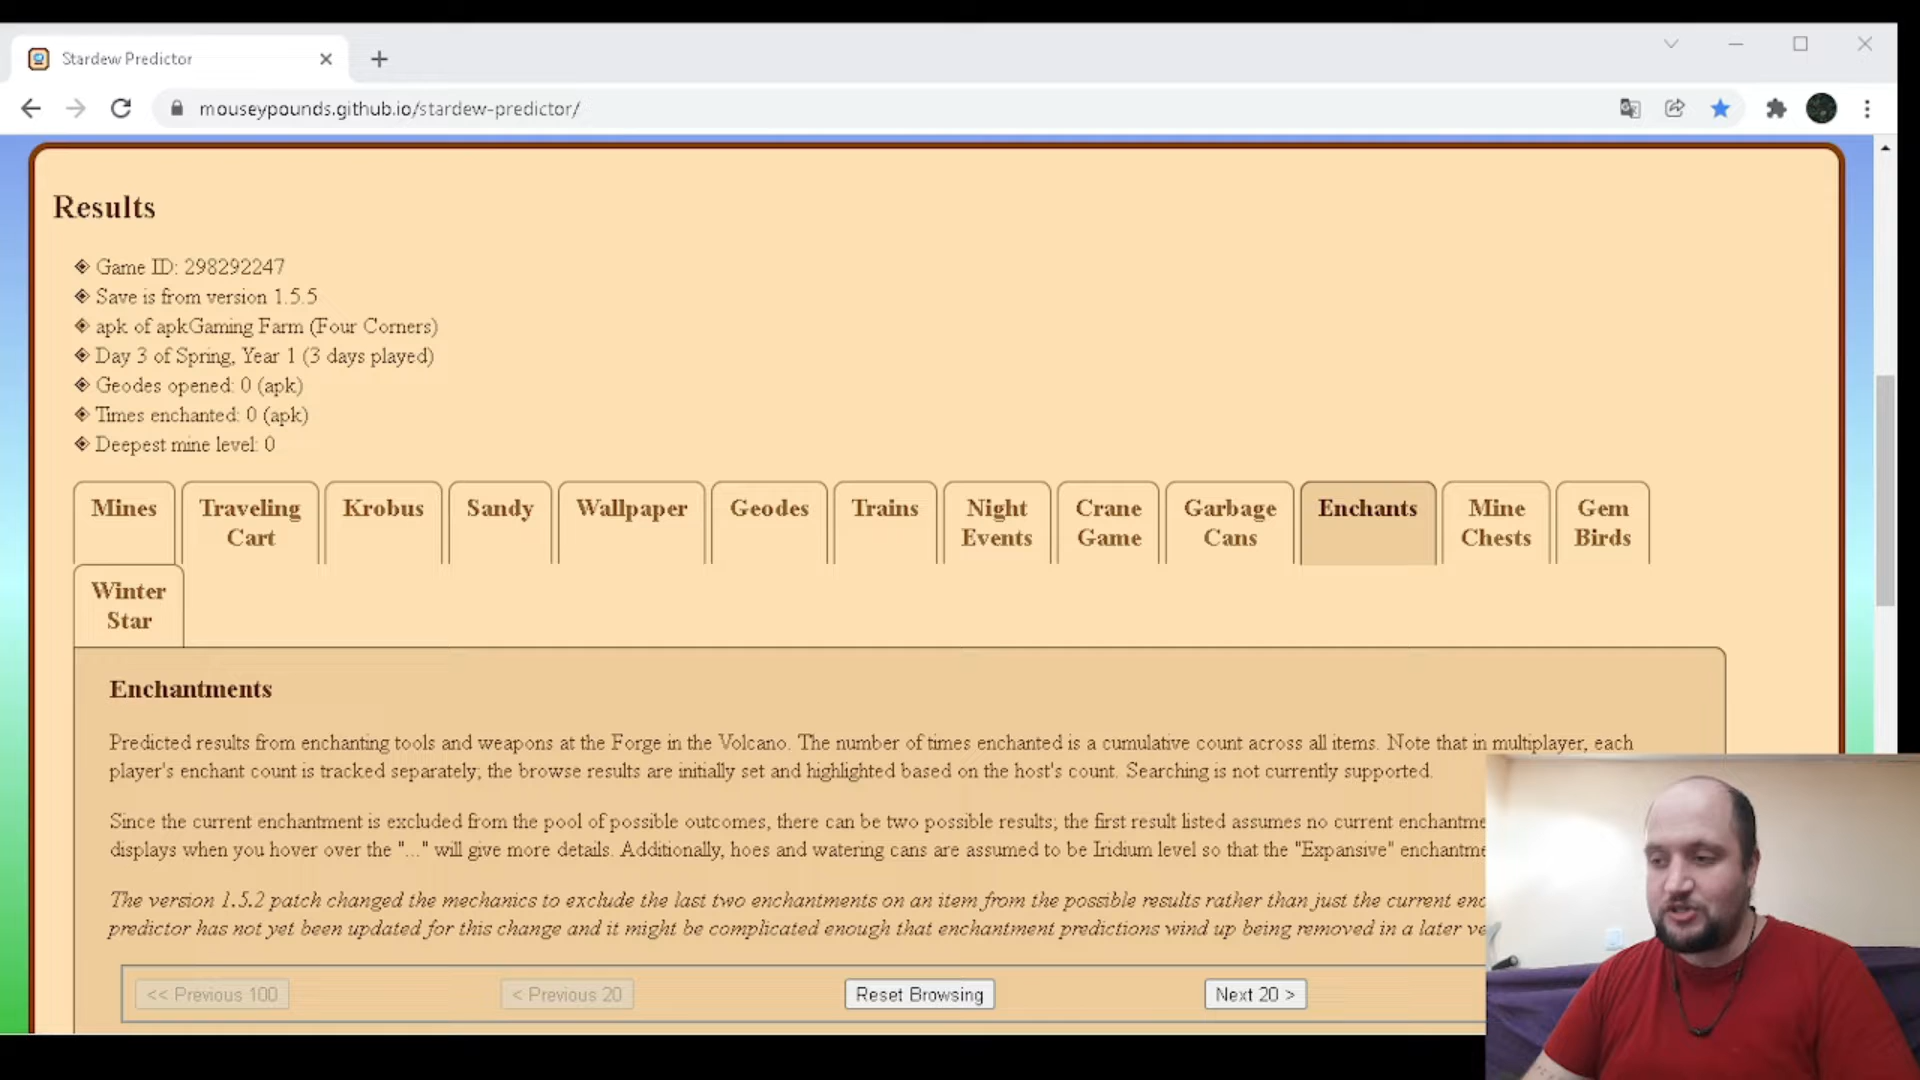 Stardew Predictor
mouseypounds.github.io/stardew-predictor/
Results
Game ID: 298292247
Save is from version 1.5.5
apk of apkGaming Farm (Four Corners)
Day 3 of Spring, Year 1 (3 days played)
Geodes opened: 0 (apk)
Times enchanted: 0 (apk)
Deepest mine level: 0
Mines
Traveling
Cart
Krobus
Sandy
Wallpaper
Geodes
Trains
Night
Events
Crane
Game
Garbage
Cans
Enchants
Mine
Chests
Gem
Birds
Winter
Star
Enchantments
Predicted results from enchanting tools and weapons at the Forge in the Volcano. The number of times enchanted is a cumulative count across all items. Note that in multiplayer, each
player's enchant count is tracked separately; the browse results are initially set and highlighted based on the host's count. Searching is not currently supported.
Since the current enchantment is excluded from the pool of possible outcomes, there can be two possible results; the first result listed assumes no current enchantme
displays when you hover over the "..." will give more details. Additionally, hoes and watering cans are assumed to be Iridium level so that the "Expansive" enchantme
The version 1.5.2 patch changed the mechanics to exclude the last two enchantments on an item from the possible results rather than just the current enc
predictor has not yet been updated for this change and it might be complicated enough that enchantment predictions wind up being removed in a later ve
<< Previous 100
< Previous 20
Reset Browsing
Next 20 >